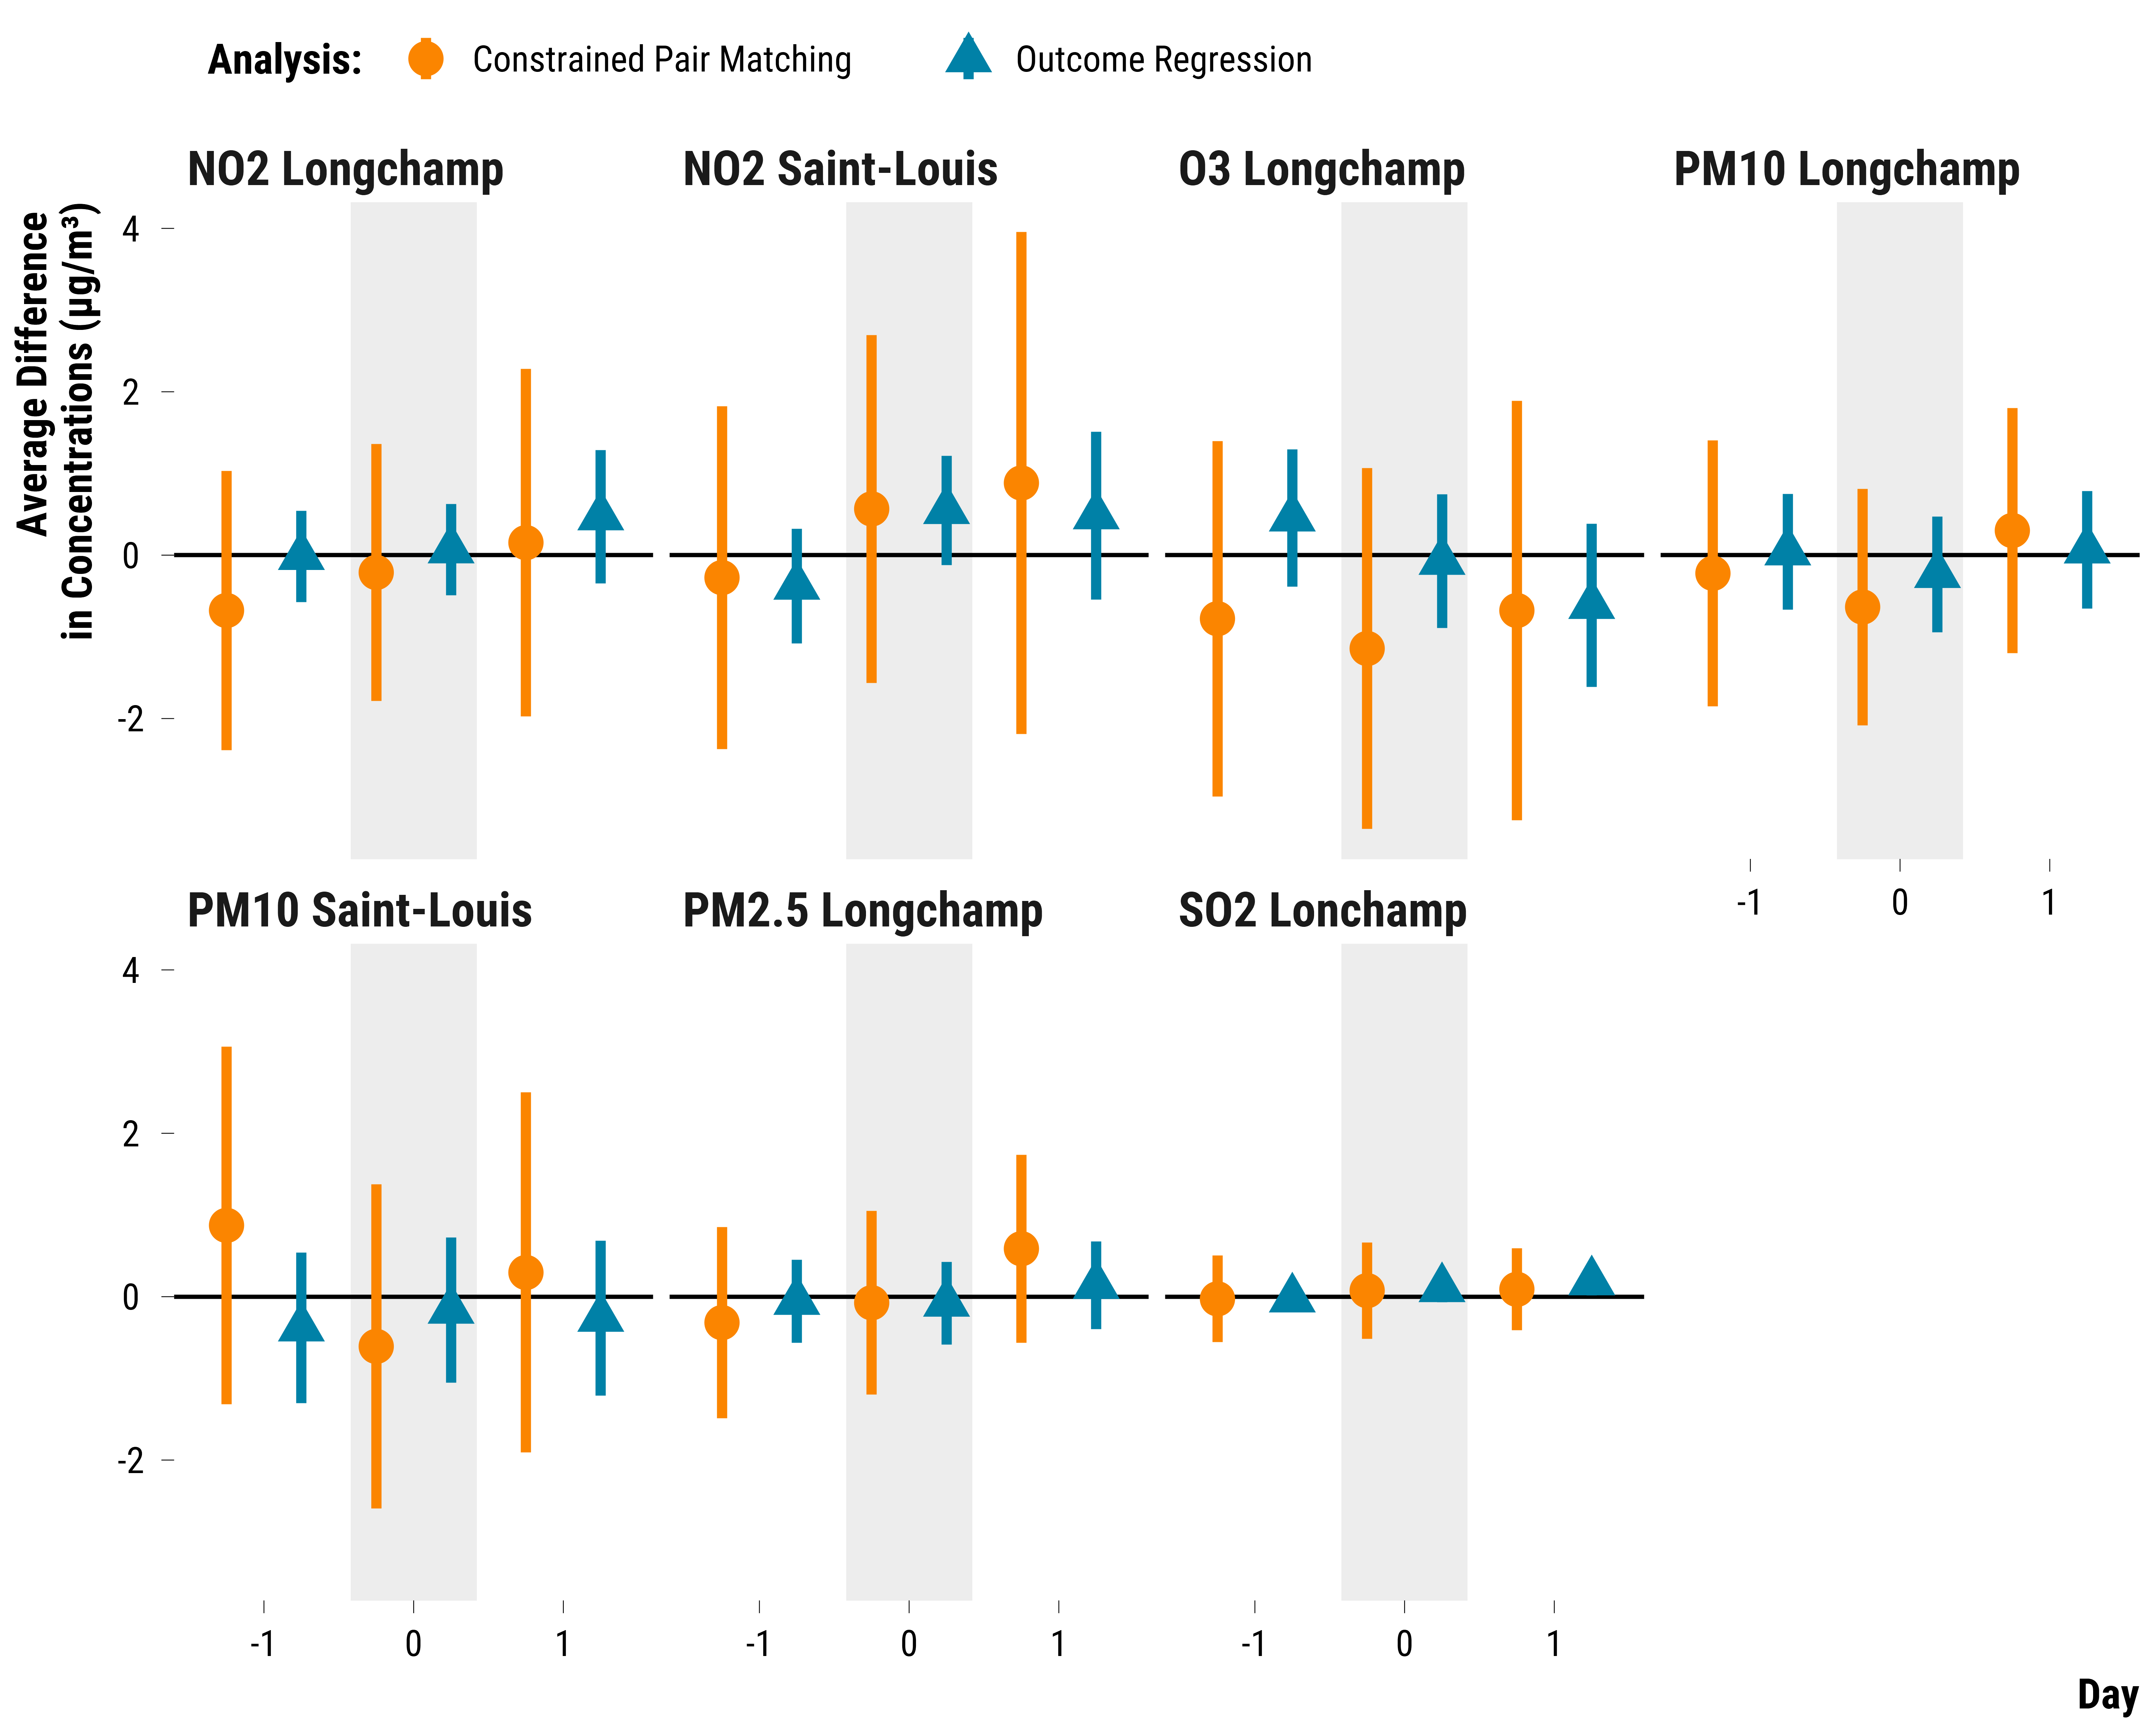 Analysis: Constrained Pair Matching Outcome Regression
Average Difference
in Concentrations (µg/m³)
NO2 Longchamp NO2 Saint-Louis O3 Longchamp PM10 Longchamp
4
2
0
-2
-1 0 1
PM10 Saint-Louis PM2.5 Longchamp SO2 Lonchamp
4
2
0
-2
-1 0 1 -1 0 1 -1 0 1
Day